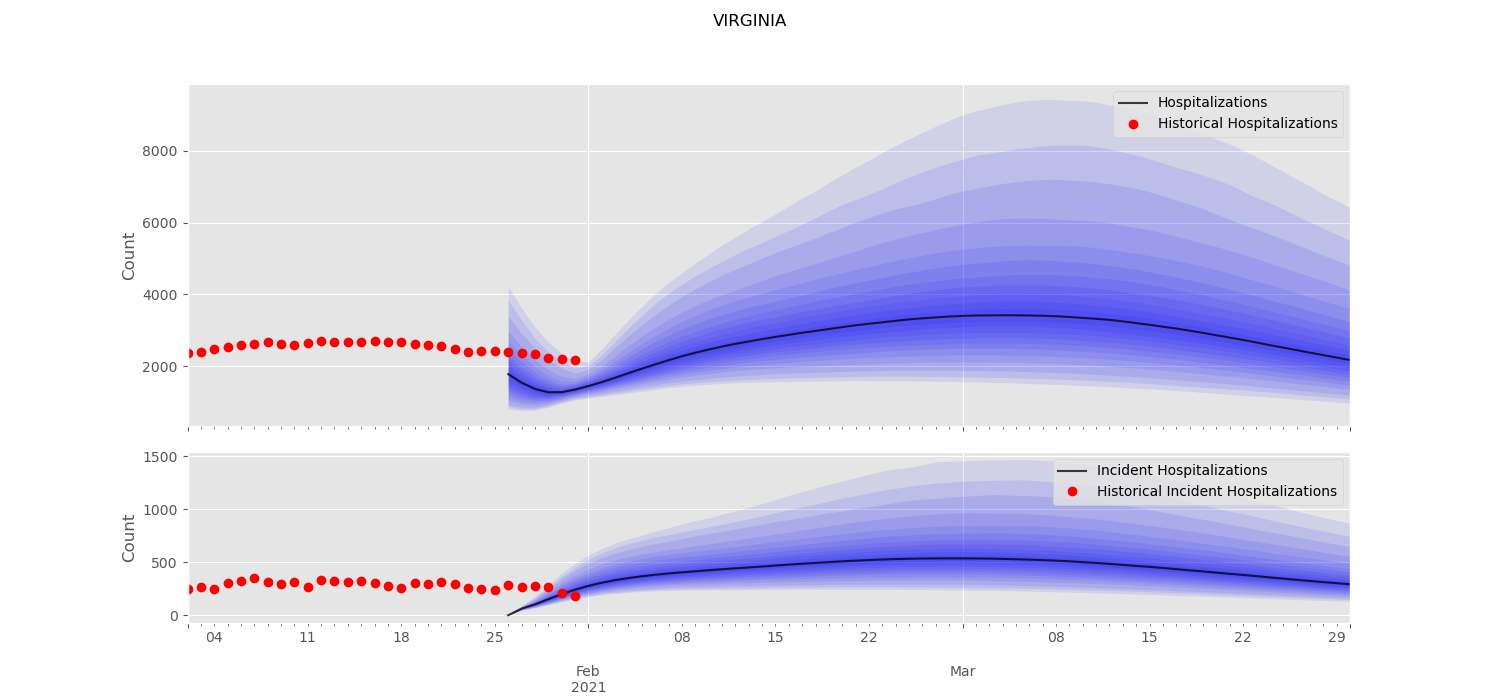 VIRGINIA
Hospitalizations
Historical Hospitalizations
8000
6000
4000
2000
Count
Incident Hospitalizations
Historical Incident Hospitalizations
1500
1000
500
0
Count
04 11 18 25 08 15 22 08 15 22 29
Feb Mar
2021